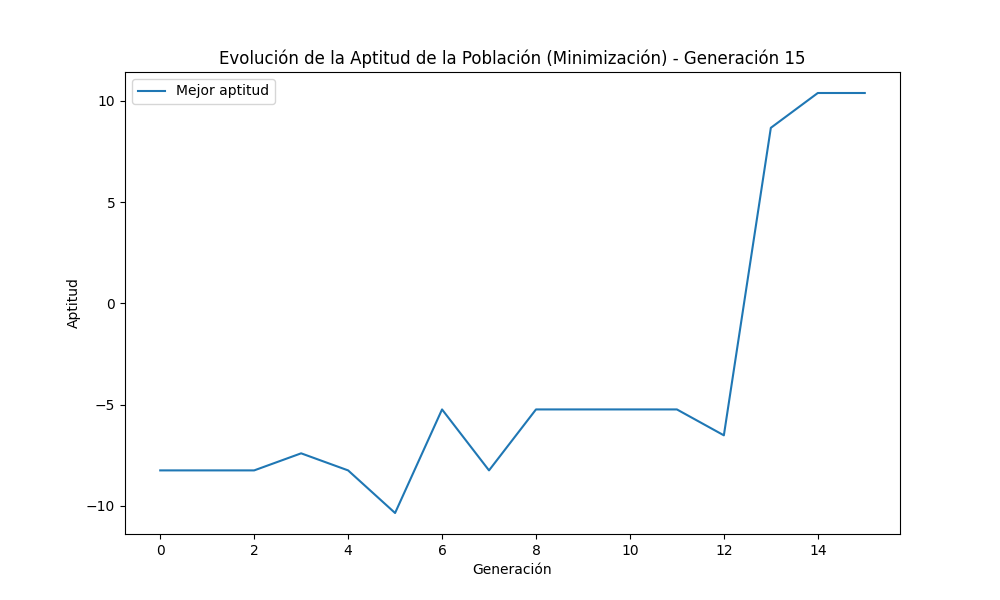 Evolución de la Aptitud de la Población (Minimización) - Generación 15
Mejor aptitud
Aptitud
10
5
0
−5
−10
0 2 4 6 8 10 12 14
Generación